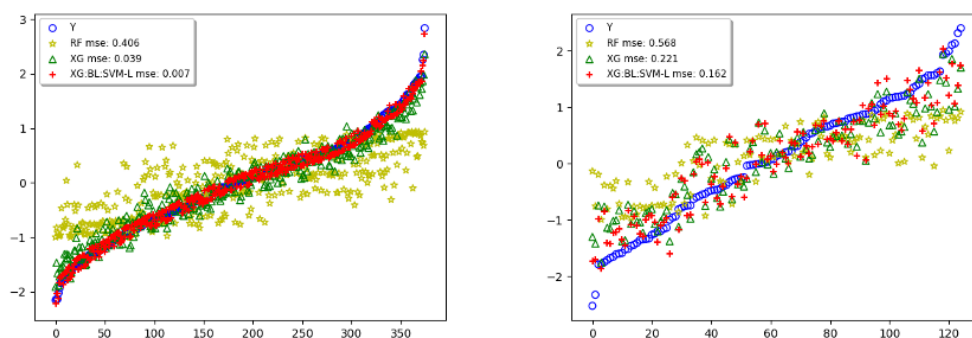 Y
RF mse: 0.406
XG mse: 0.039
XG:BL:SVM-L mse: 0.007
3
2
1
0
−1
−2
0 50 100 150 200 250 300 350
Y
RF mse: 0.568
XG mse: 0.221
XG:BL:SVM-L mse: 0.162
2
1
0
−1
−2
0 20 40 60 80 100 120